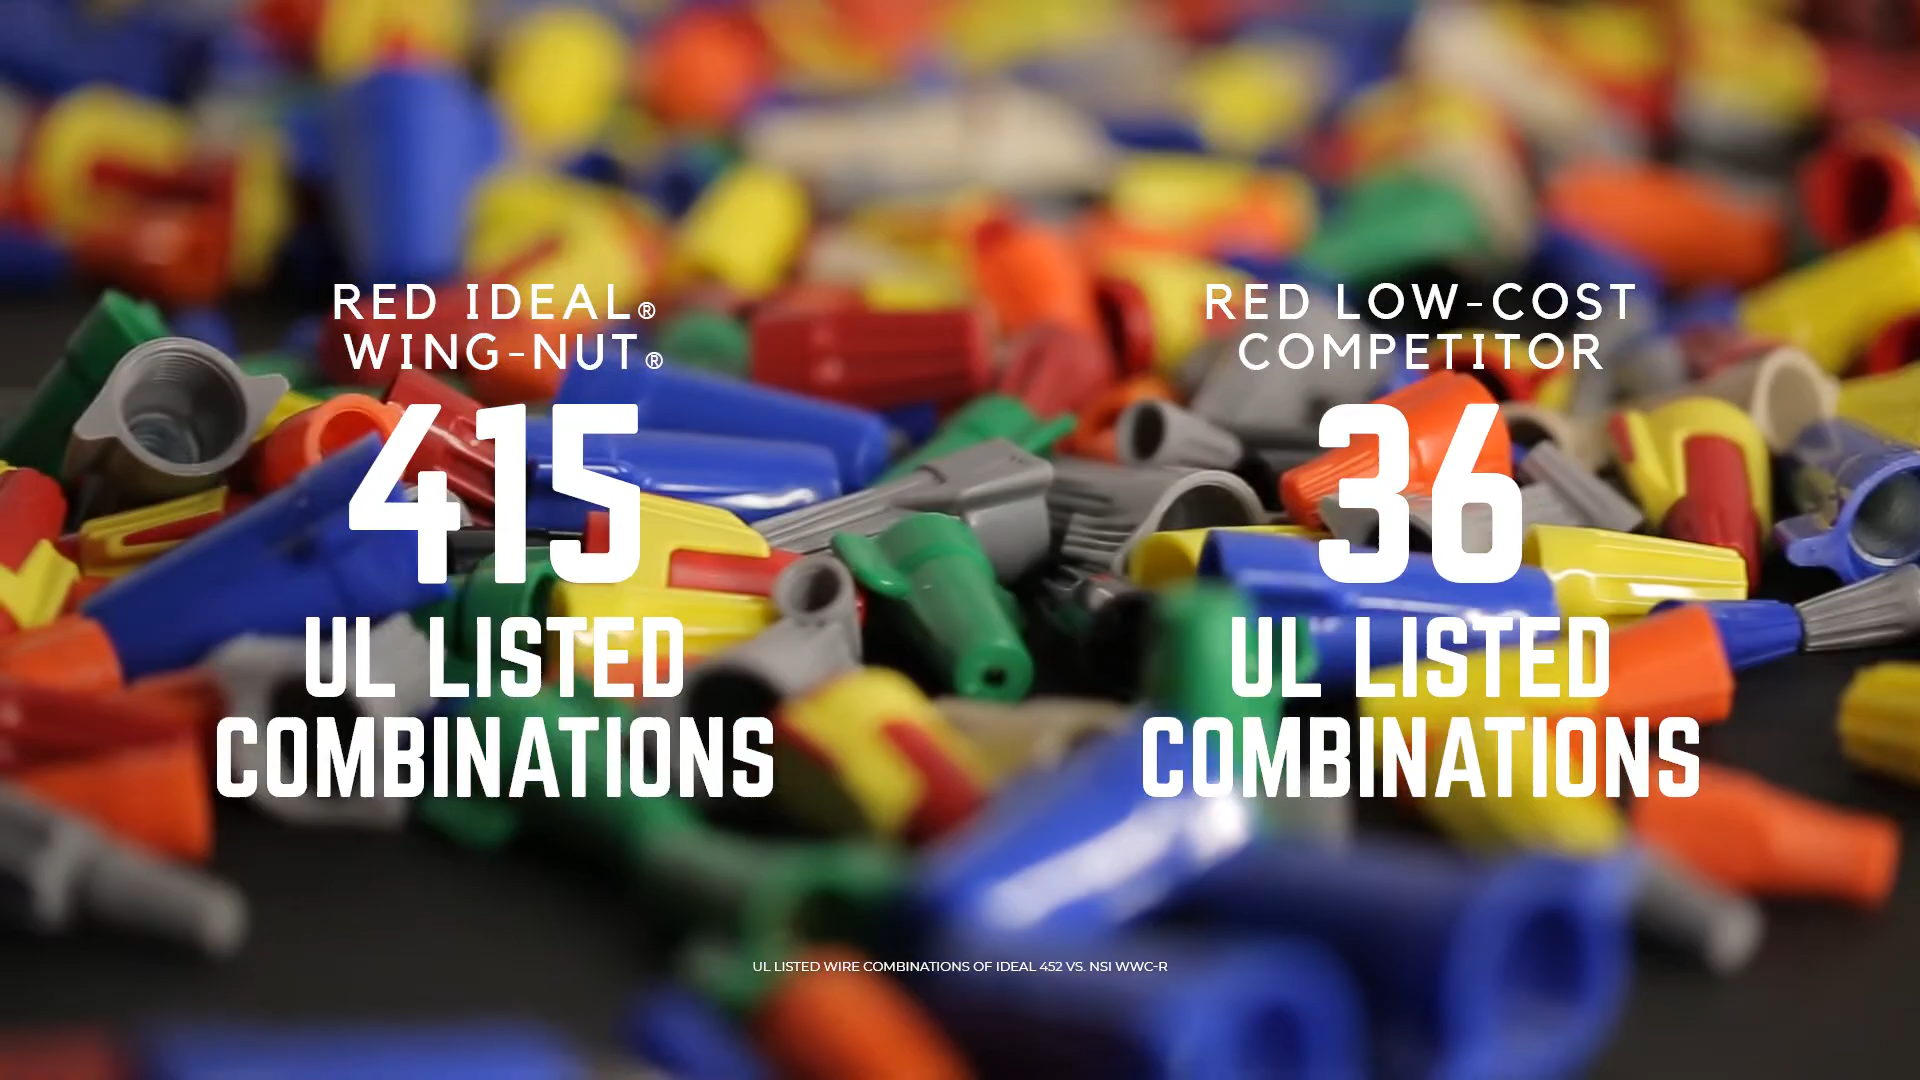 RED IDEAL®
WING-NUT®
415
UL LISTED
COMBINATIONS
RED LOW-COST
COMPETITOR
36
UL LISTED
COMBINATIONS
UL LISTED WIRE COMBINATIONS OF IDEAL 452 VS. NSI WWC-R